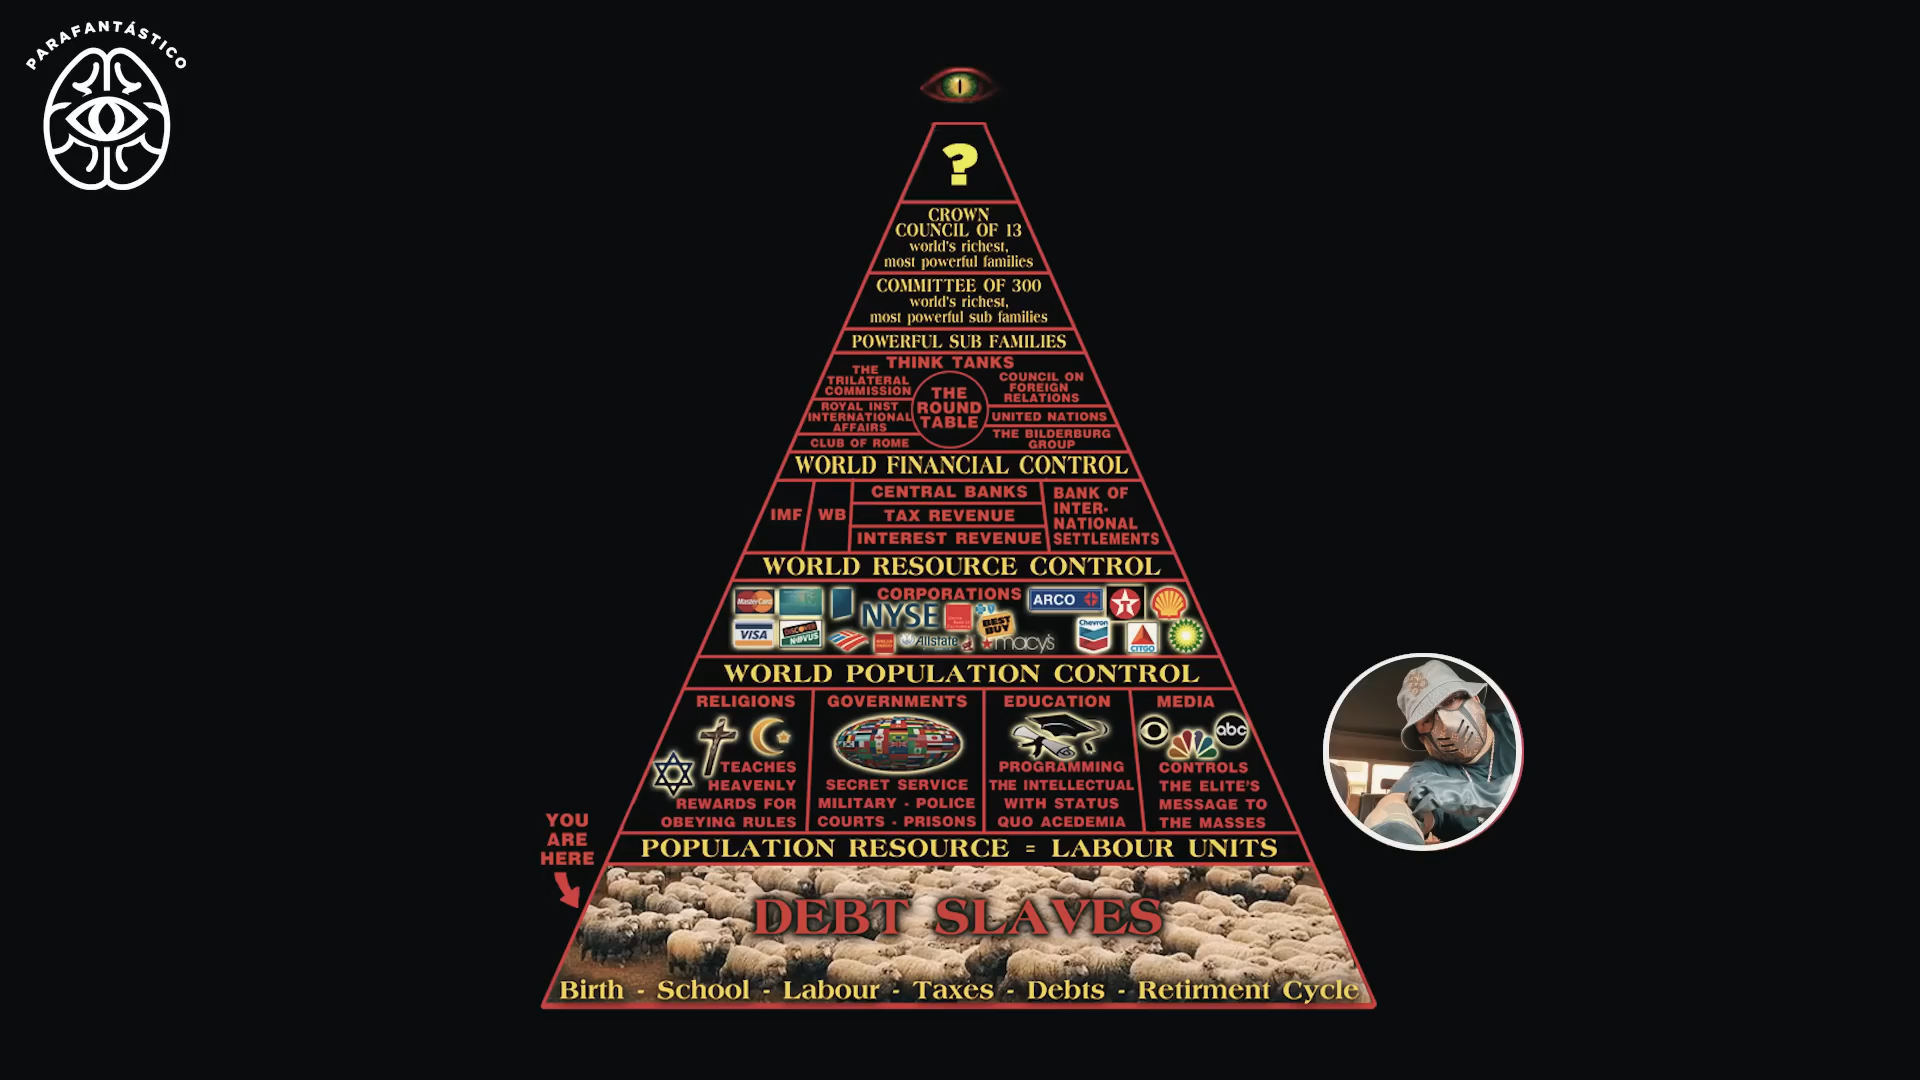 PARAFANTÁSTICO
?
CROWN
COUNCIL OF 13
world's richest,
most powerful families
COMMITTEE OF 300
world's richest,
most powerful sub families
POWERFUL SUB FAMILIES
THINK TANKS
THE
TRILATERAL
COMMISSION
ROYAL INST
INTERNATIONAL
AFFAIRS
CLUB OF ROME
THE
ROUND
TABLE
COUNCIL ON
FOREIGN
RELATIONS
UNITED NATIONS
THE BILDERBURG
GROUP
WORLD FINANCIAL CONTROL
IMF
WB
CENTRAL BANKS
TAX REVENUE
INTEREST REVENUE
BANK OF
INTER-
NATIONAL
SETTLEMENTS
WORLD RESOURCE CONTROL
CORPORATIONS
MasterCard
VISA
DISCOVER
NOVUS
NYSE
Allstate
BEST
BUY
macy's
ARCO
Chevron
CITGO
WORLD POPULATION CONTROL
RELIGIONS
TEACHES
HEAVENLY
REWARDS FOR
OBEYING RULES
GOVERNMENTS
SECRET SERVICE
MILITARY - POLICE
COURTS - PRISONS
EDUCATION
PROGRAMMING
THE INTELLECTUAL
WITH STATUS
QUO ACEDEMIA
MEDIA
abc
CONTROLS
THE ELITE'S
MESSAGE TO
THE MASSES
POPULATION RESOURCE = LABOUR UNITS
YOU
ARE
HERE
DEBT SLAVES
Birth - School - Labour - Taxes - Debts - Retirment Cycle